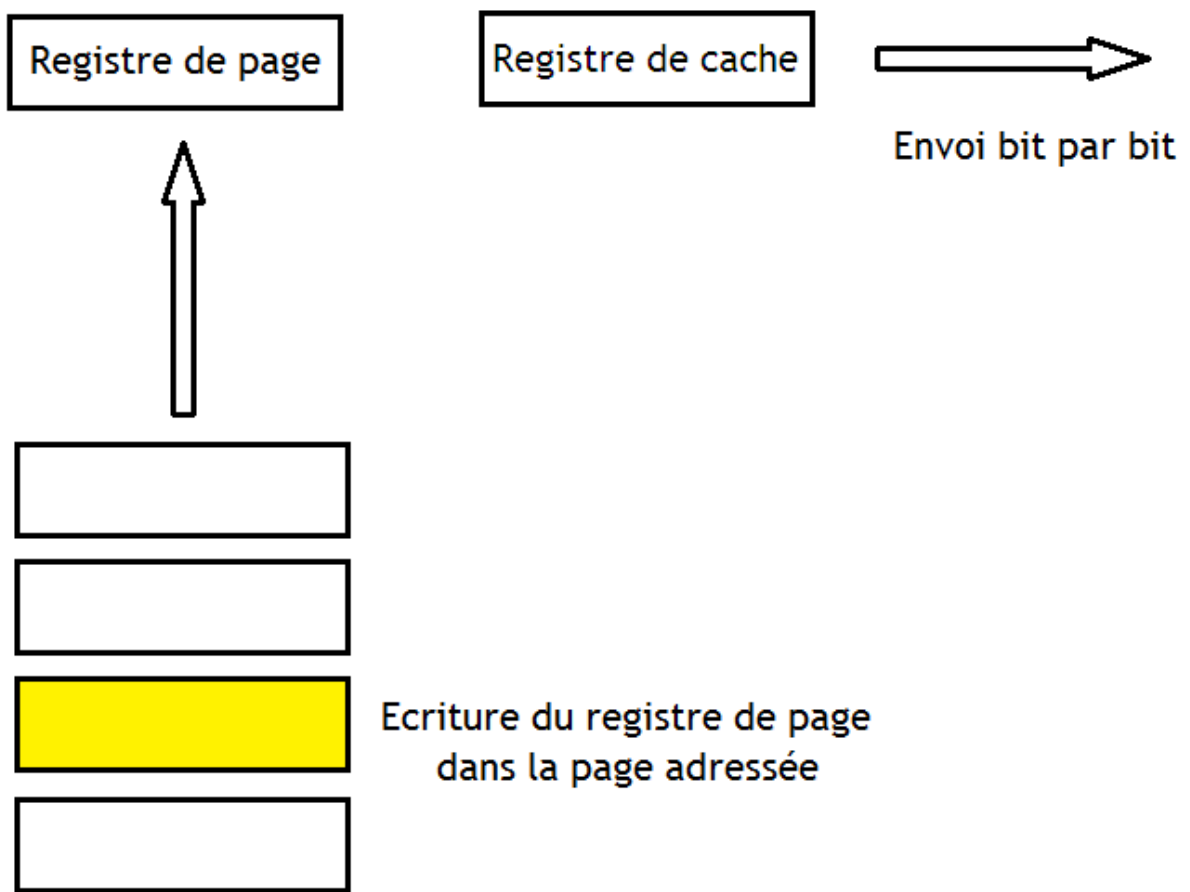 Registre de page
Registre de cache
Envoi bit par bit
Ecriture du registre de page
dans la page adressée